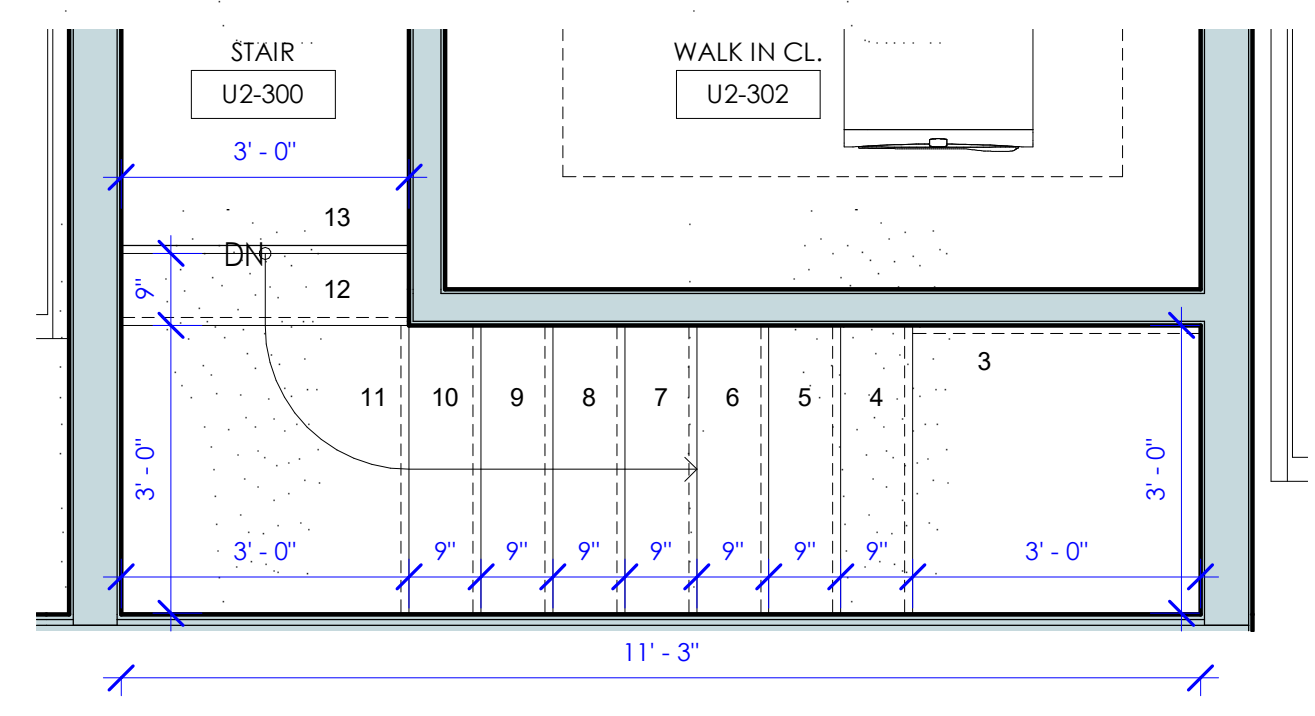 STAIR
U2-300
WALK IN CL.
U2-302
3' - 0"
13
DN
12
9"
11
10
9
8
7
6
5
4
3
3' - 0"
3' - 0"
3' - 0"
9"
9"
9"
9"
9"
9"
9"
3' - 0"
11' - 3"